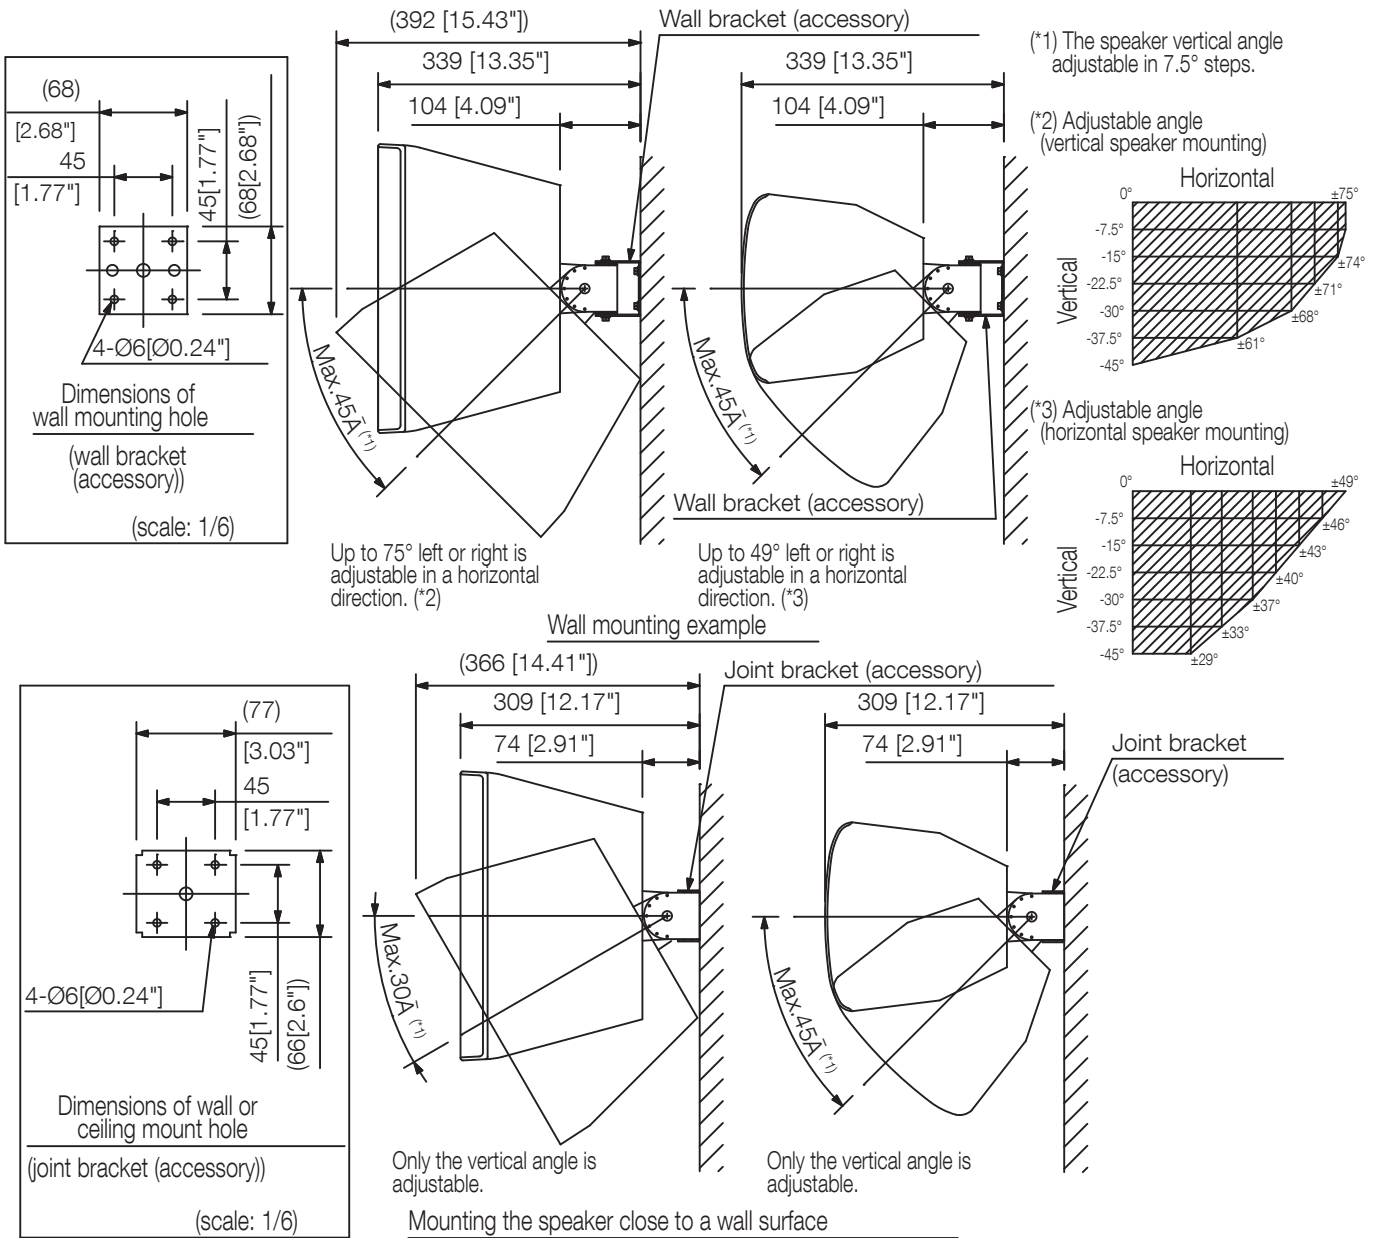 (68)
[2.68"]
45
[1.77"]
45[1.77"]
(68[2.68"])
4-Ø6[Ø0.24"]
Dimensions of
wall mounting hole
(wall bracket
(accessory))
(scale: 1/6)
(392 [15.43"])
339 [13.35"]
104 [4.09"]
Wall bracket (accessory)
Max.45Ā (*1)
Up to 75° left or right is
adjustable in a horizontal
direction. (*2)
339 [13.35"]
104 [4.09"]
Max.45Ā (*1)
Wall bracket (accessory)
Up to 49° left or right is
adjustable in a horizontal
direction. (*3)
Wall mounting example
(*1) The speaker vertical angle
adjustable in 7.5° steps.
(*2) Adjustable angle
(vertical speaker mounting)
Horizontal
Vertical
0°
-7.5°
-15°
-22.5°
-30°
-37.5°
-45°
±75°
±74°
±71°
±68°
±61°
(*3) Adjustable angle
(horizontal speaker mounting)
Horizontal
Vertical
0°
-7.5°
-15°
-22.5°
-30°
-37.5°
-45°
±49°
±46°
±43°
±40°
±37°
±33°
±29°
(77)
[3.03"]
45
[1.77"]
4-Ø6[Ø0.24"]
45[1.77"]
(66[2.6"])
Dimensions of wall or
ceiling mount hole
(joint bracket (accessory))
(scale: 1/6)
(366 [14.41"])
309 [12.17"]
74 [2.91"]
Joint bracket (accessory)
Max.30Ā (*1)
Only the vertical angle is
adjustable.
309 [12.17"]
74 [2.91"]
Joint bracket
(accessory)
Max.45Ā (*1)
Only the vertical angle is
adjustable.
Mounting the speaker close to a wall surface